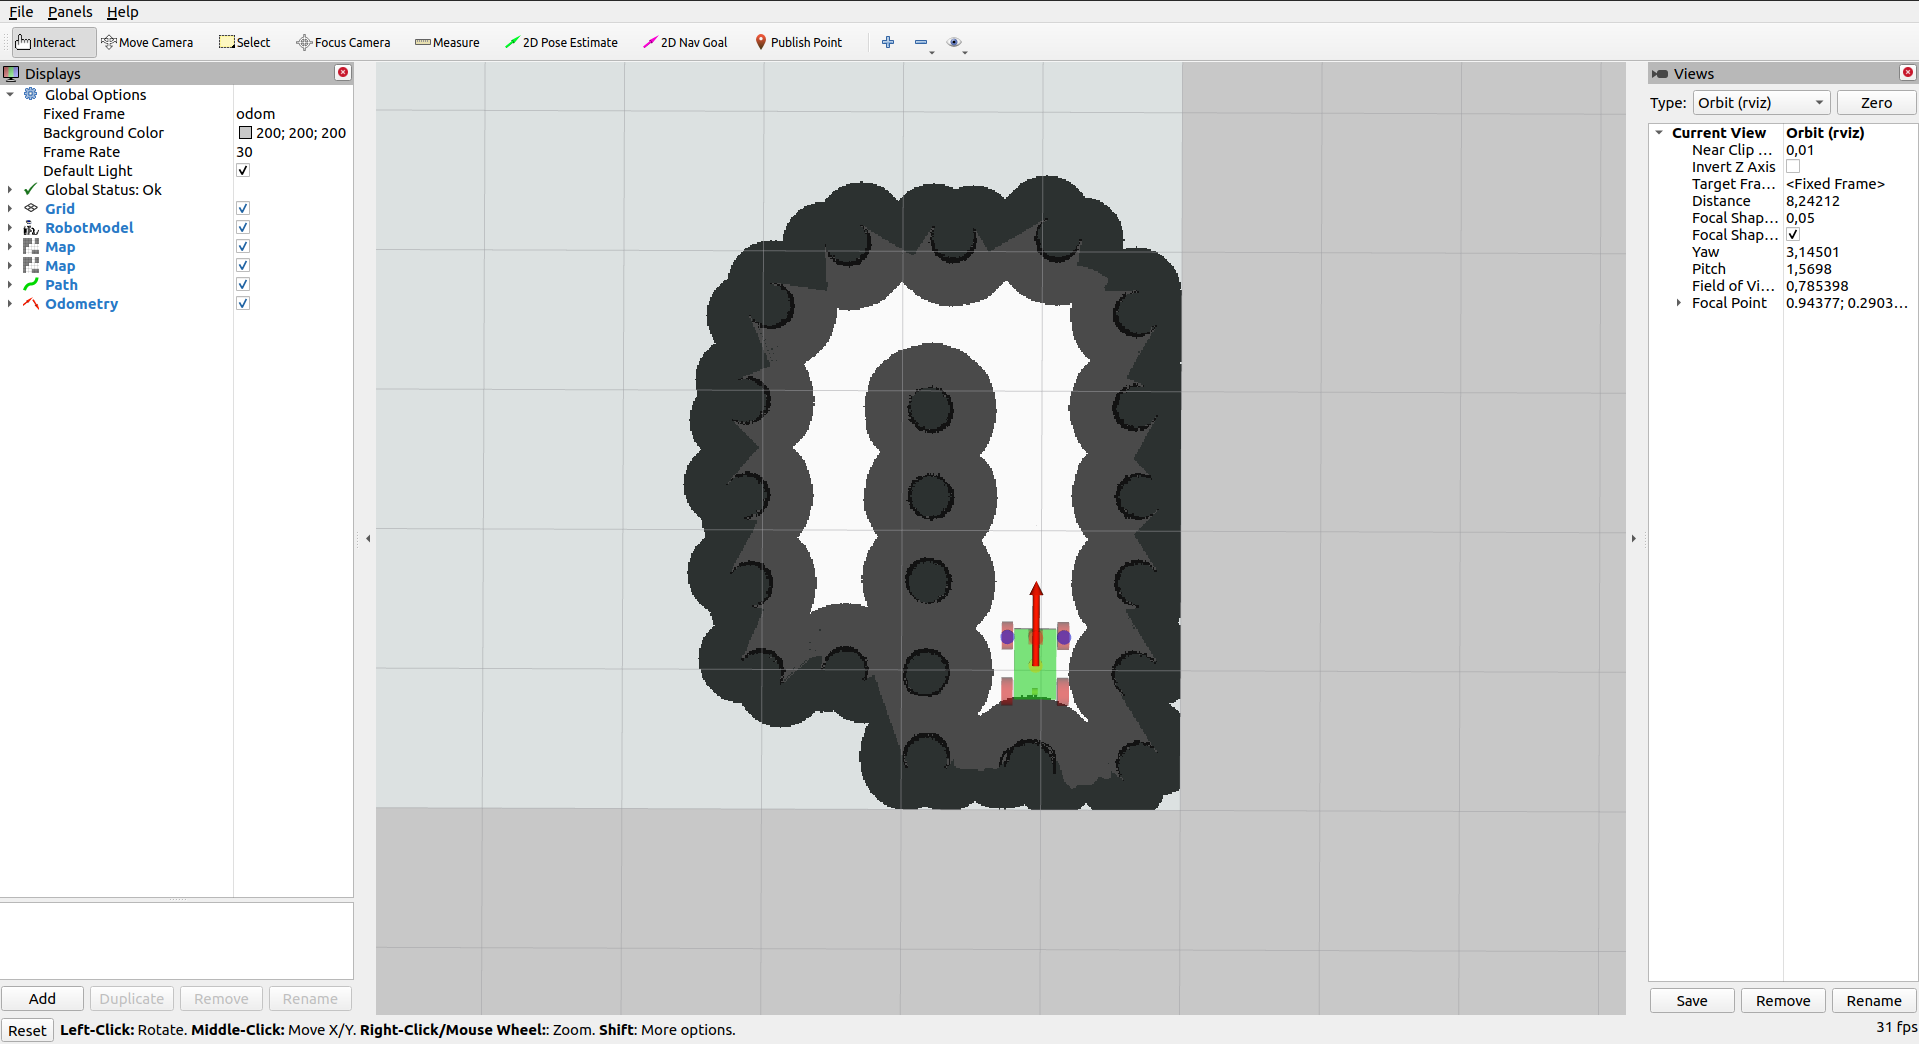 File Panels Help
Interact Move Camera Select Focus Camera Measure 2D Pose Estimate 2D Nav Goal Publish Point
Displays
Global Options
Fixed Frame odom
Background Color 200; 200; 200
Frame Rate 30
Default Light
Global Status: Ok
Grid
RobotModel
Map
Map
Path
Odometry
Add Duplicate Remove Rename
Views
Type: Orbit (rviz) Zero
Current View Orbit (rviz)
Near Clip ... 0,01
Invert Z Axis
Target Fra... <Fixed Frame>
Distance 8,24212
Focal Shap... 0,05
Focal Shap...
Yaw 3,14501
Pitch 1,5698
Field of Vi... 0,785398
Focal Point 0.94377; 0.2903...
Save Remove Rename
Reset Left-Click: Rotate. Middle-Click: Move X/Y. Right-Click/Mouse Wheel:: Zoom. Shift: More options.
31 fps